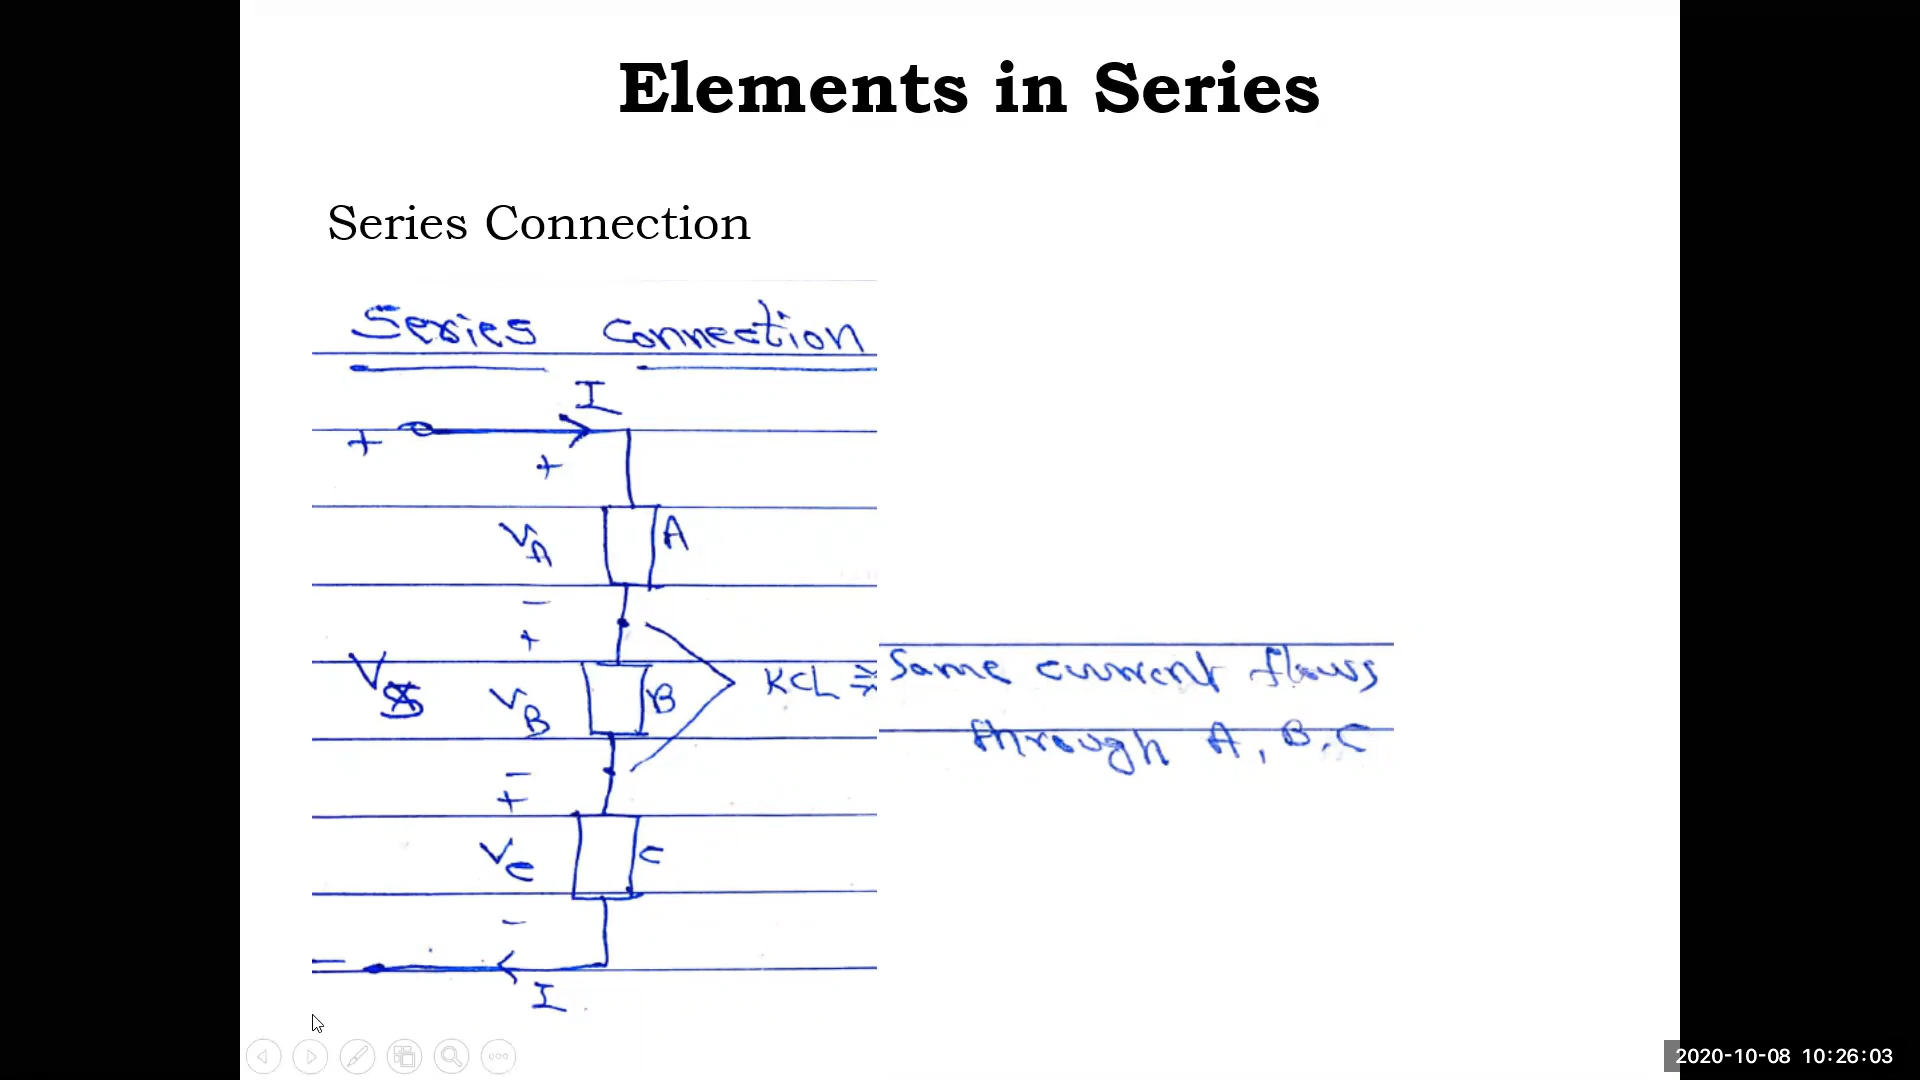 Elements in Series
Series Connection
Series Connection
I
+
+
VA
A
−
+
VS
VB
B
KCL ⇒ Same current flows
through A, B, C
−
+
VC
C
−
−
I
2020-10-08 10:26:03